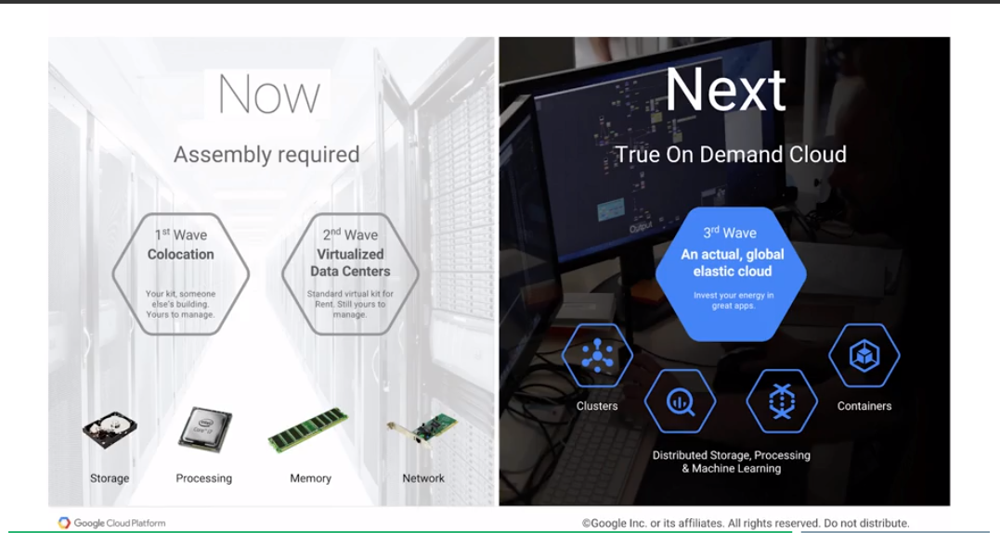 Now
Assembly required
1st Wave
Colocation
Your kit, someone
else's building.
Yours to manage.
2nd Wave
Virtualized
Data Centers
Standard virtual kit for
Rent. Still yours to
manage.
Storage
Processing
Memory
Network
Next
True On Demand Cloud
Output
3rd Wave
An actual, global
elastic cloud
Invest your energy in
great apps.
Clusters
Containers
Distributed Storage, Processing
& Machine Learning
Google Cloud Platform
©Google Inc. or its affiliates. All rights reserved. Do not distribute.